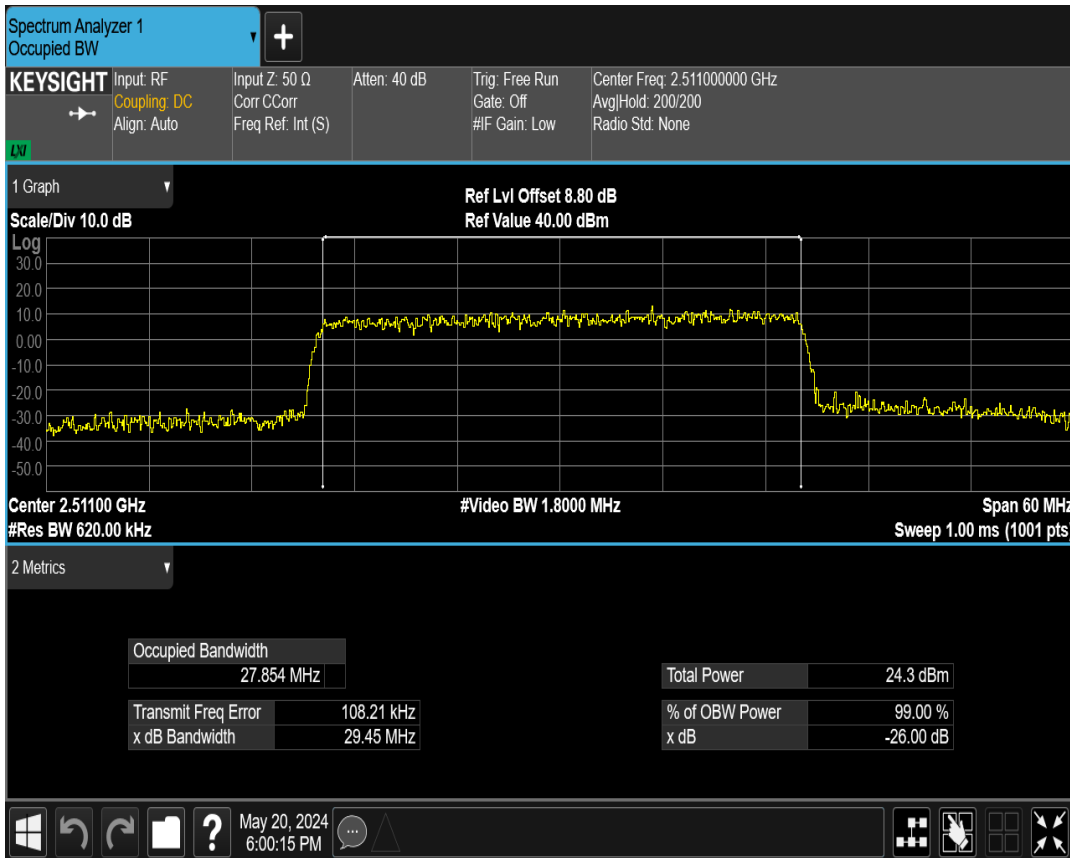 Spectrum Analyzer 1
Occupied BW
+
KEYSIGHT
LXI
Input: RF
Coupling: DC
Align: Auto
Input Z: 50 Ω
Corr CCorr
Freq Ref: Int (S)
Atten: 40 dB
Trig: Free Run
Gate: Off
#IF Gain: Low
Center Freq: 2.511000000 GHz
Avg|Hold: 200/200
Radio Std: None
1 Graph
Scale/Div 10.0 dB
Ref Lvl Offset 8.80 dB
Ref Value 40.00 dBm
Log
30.0
20.0
10.0
0.00
-10.0
-20.0
-30.0
-40.0
-50.0
Center 2.51100 GHz
#Video BW 1.8000 MHz
Span 60 MHz
#Res BW 620.00 kHz
Sweep 1.00 ms (1001 pts)
2 Metrics
Occupied Bandwidth
27.854 MHz
Transmit Freq Error 108.21 kHz
x dB Bandwidth 29.45 MHz
Total Power 24.3 dBm
% of OBW Power 99.00 %
x dB -26.00 dB
?
May 20, 2024
6:00:15 PM